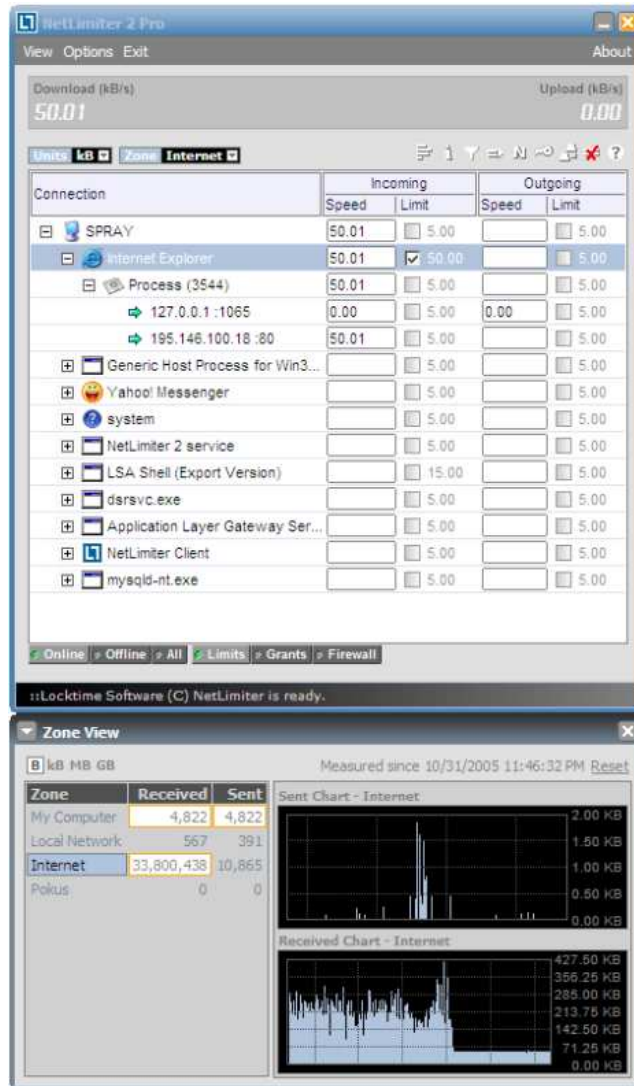 NetLimiter 2 Pro
View Options Exit About
Download (kB/s) Upload (kB/s)
50.01 0.00
Units kB Zone Internet
Connection Incoming Outgoing
Speed Limit Speed Limit
SPRAY 50.01 5.00 5.00
Internet Explorer 50.01 50.00 5.00
Process (3544) 50.01 5.00 5.00
127.0.0.1 :1065 0.00 5.00 0.00 5.00
195.146.100.18 :80 50.01 5.00 5.00
Generic Host Process for Win3... 5.00 5.00
Yahoo! Messenger 5.00 5.00
system 5.00 5.00
NetLimiter 2 service 5.00 5.00
LSA Shell (Export Version) 15.00 5.00
dsrsvc.exe 5.00 5.00
Application Layer Gateway Ser... 5.00 5.00
NetLimiter Client 5.00 5.00
mysqld-nt.exe 5.00 5.00
Online Offline All Limits Grants Firewall
:::Locktime Software (C) NetLimiter is ready.
Zone View
B kB MB GB Measured since 10/31/2005 11:46:32 PM Reset
Zone Received Sent
My Computer 4,822 4,822
Local Network 567 391
Internet 33,800,438 10,865
Pokus 0 0
Sent Chart - Internet
2.00 KB
1.50 KB
1.00 KB
0.50 KB
0.00 KB
Received Chart - Internet
427.50 KB
356.25 KB
285.00 KB
213.75 KB
142.50 KB
71.25 KB
0.00 KB